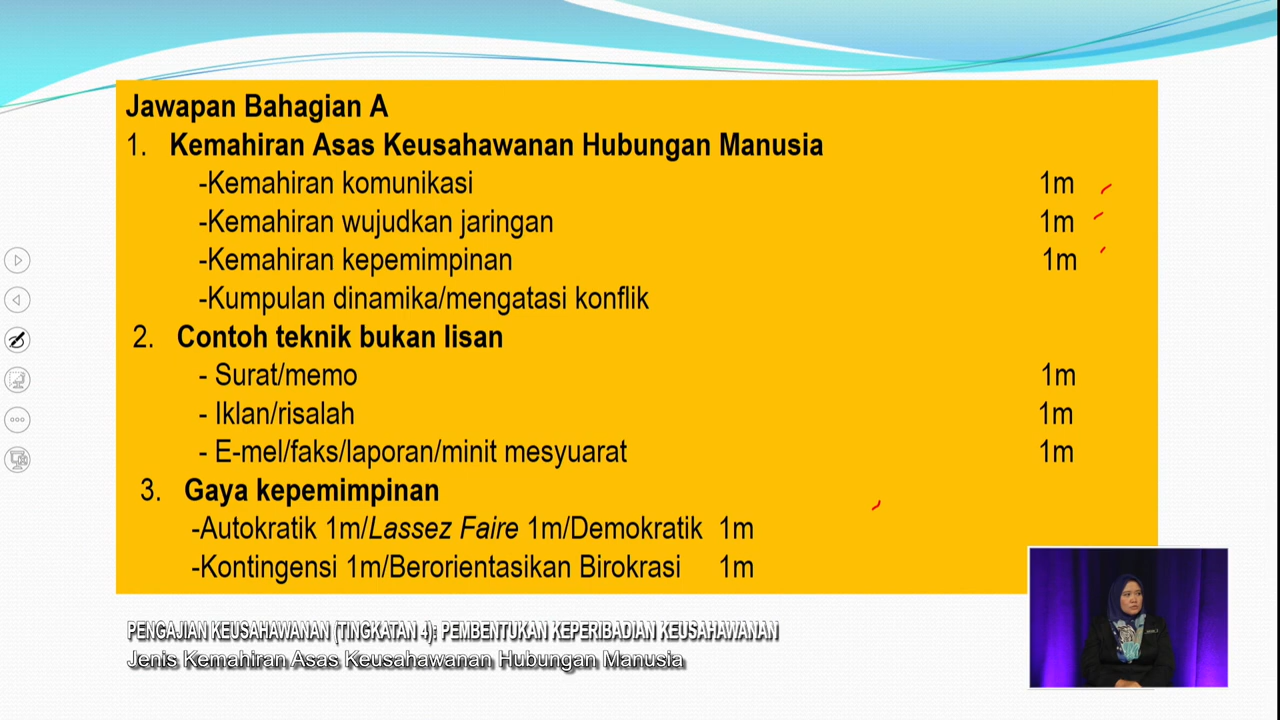 Jawapan Bahagian A
1. Kemahiran Asas Keusahawanan Hubungan Manusia
-Kemahiran komunikasi 1m
-Kemahiran wujudkan jaringan 1m
-Kemahiran kepemimpinan 1m
-Kumpulan dinamika/mengatasi konflik
2. Contoh teknik bukan lisan
- Surat/memo 1m
- Iklan/risalah 1m
- E-mel/faks/laporan/minit mesyuarat 1m
3. Gaya kepemimpinan
-Autokratik 1m/Lassez Faire 1m/Demokratik 1m
-Kontingensi 1m/Berorientasikan Birokrasi 1m
PENGAJIAN KEUSAHAWANAN (TINGKATAN 4): PEMBENTUKAN KEPERIBADIAN KEUSAHAWANAN
Jenis Kemahiran Asas Keusahawanan Hubungan Manusia